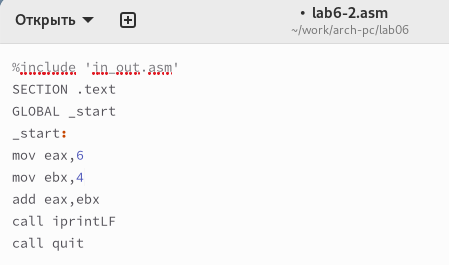 Открыть
• lab6-2.asm
~/work/arch-pc/lab06
%include 'in_out.asm'
SECTION .text
GLOBAL _start
_start:
mov eax,6
mov ebx,4
add eax,ebx
call iprintLF
call quit